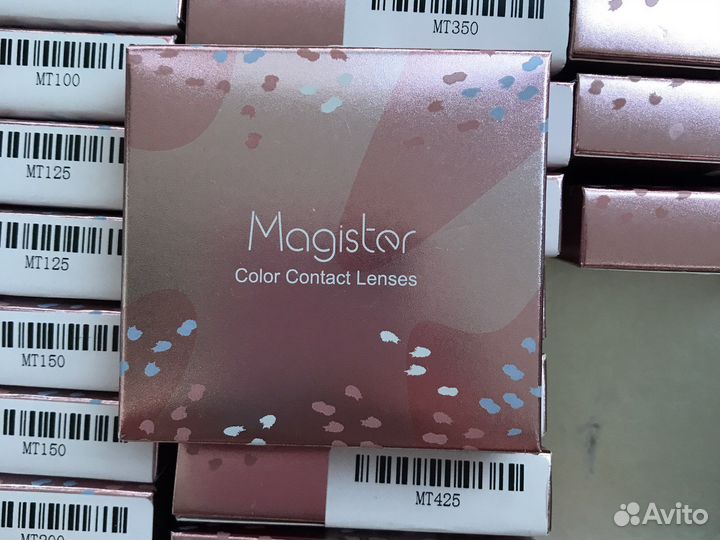 MT350
MT100
MT125
MT125
MT150
MT150
Magister
Color Contact Lenses
MT425
Avito